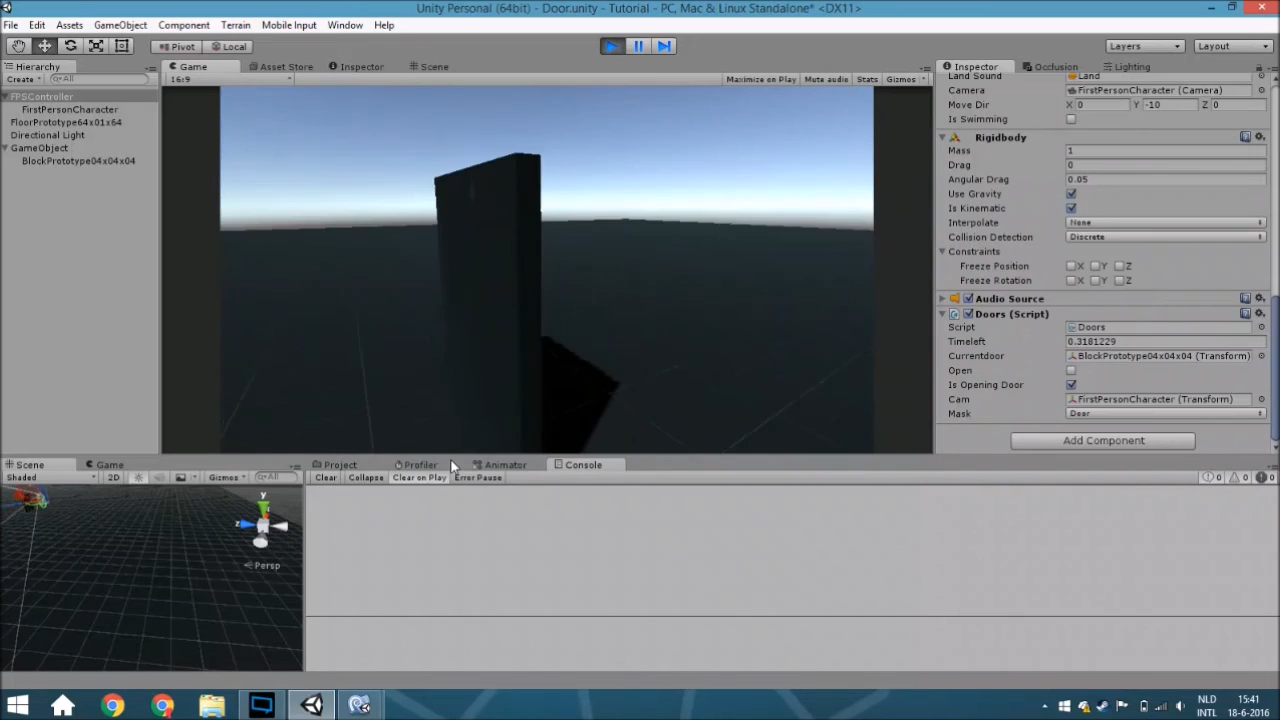 Unity Personal (64bit) - Door.unity - Tutorial - PC, Mac & Linux Standalone* <DX11>
File Edit Assets GameObject Component Terrain Mobile Input Window Help
Pivot Local Layers Layout
Hierarchy Game Asset Store Inspector Scene Inspector Occlusion Lighting
Create All 16:9 Maximize on Play Mute audio Stats Gizmos
Land Sound Land
FPSController
Camera FirstPersonCharacter (Camera)
FirstPersonCharacter
Move Dir X 0 Y -10 Z 0
FloorPrototype64x01x64
Is Swimming
Directional Light
Rigidbody
GameObject
Mass 1
BlockPrototype04x04x04
Drag 0
Angular Drag 0.05
Use Gravity
Is Kinematic
Interpolate None
Collision Detection Discrete
Constraints
Freeze Position X Y Z
Freeze Rotation X Y Z
Audio Source
Doors (Script)
Script Doors
Timeleft 0.3181229
Currentdoor BlockPrototype04x04x04 (Transform)
Open
Is Opening Door
Cam FirstPersonCharacter (Transform)
Mask Door
Add Component
Scene Game Project Profiler Animator Console
Shaded 2D Gizmos All Clear Collapse Clear on Play Error Pause 0 0 0
y
z
Persp
NLD 15:41
INTL 18-6-2016